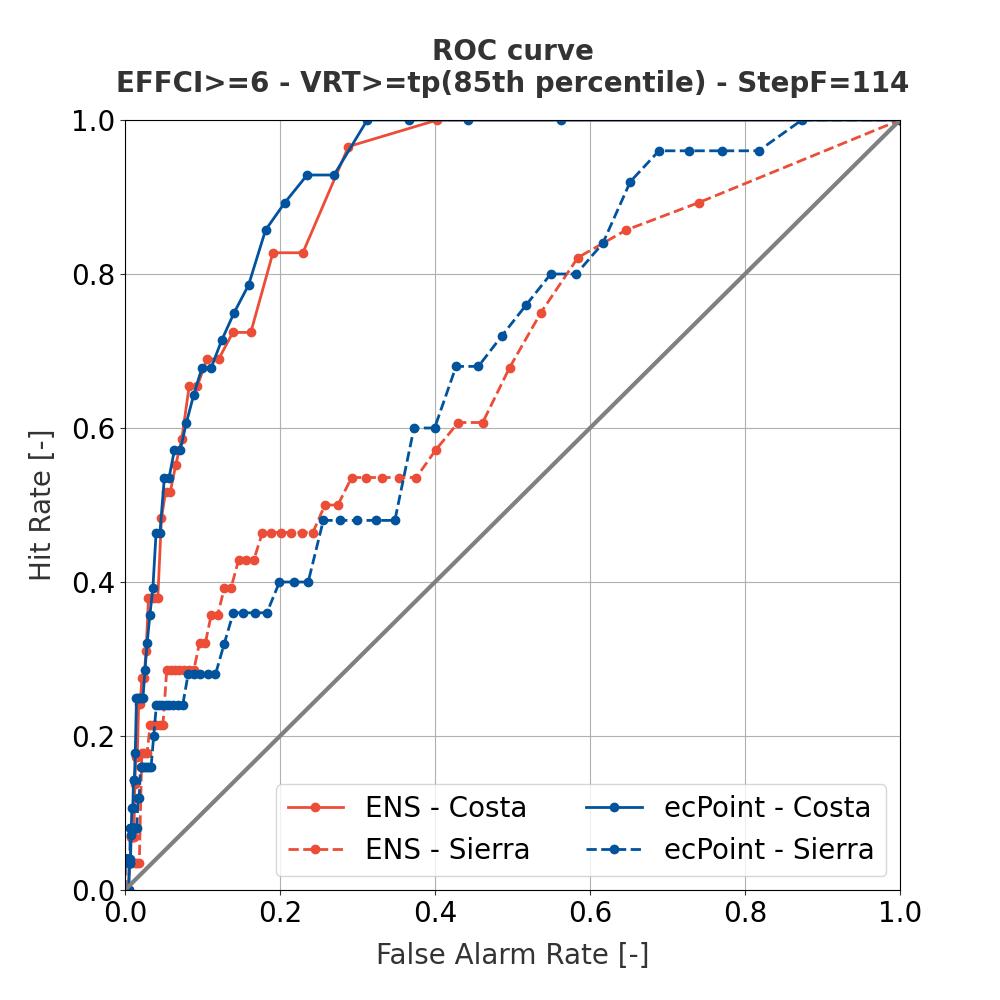 ROC curve
EFFCI>=6 - VRT>=tp(85th percentile) - StepF=114
1.0
0.8
0.6
0.4
0.2
0.0
Hit Rate [-]
ENS - Costa
ENS - Sierra
ecPoint - Costa
ecPoint - Sierra
0.0 0.2 0.4 0.6 0.8 1.0
False Alarm Rate [-]